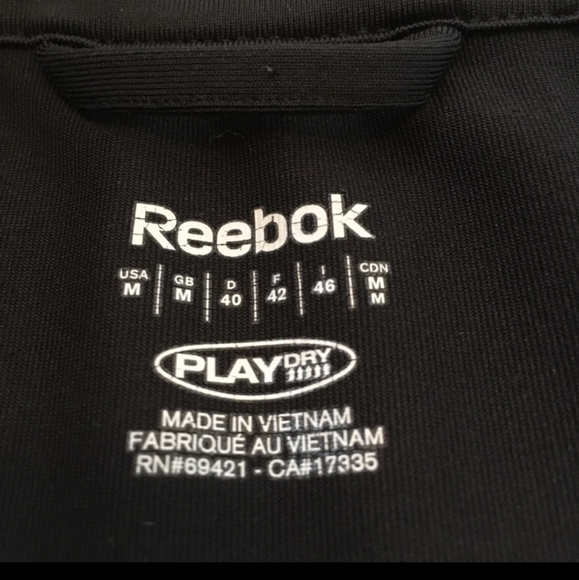 Reebok
USA GB D F I CDN
M M 40 42 46 M
M
PLAYDRY
MADE IN VIETNAM
FABRIQUÉ AU VIETNAM
RN#69421 - CA#17335